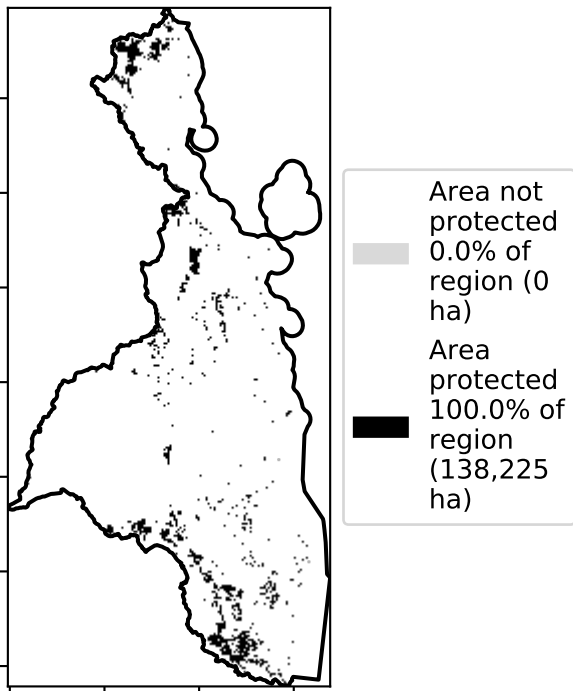 Area not
protected
0.0% of
region (0
ha)
Area
protected
100.0% of
region
(138,225
ha)